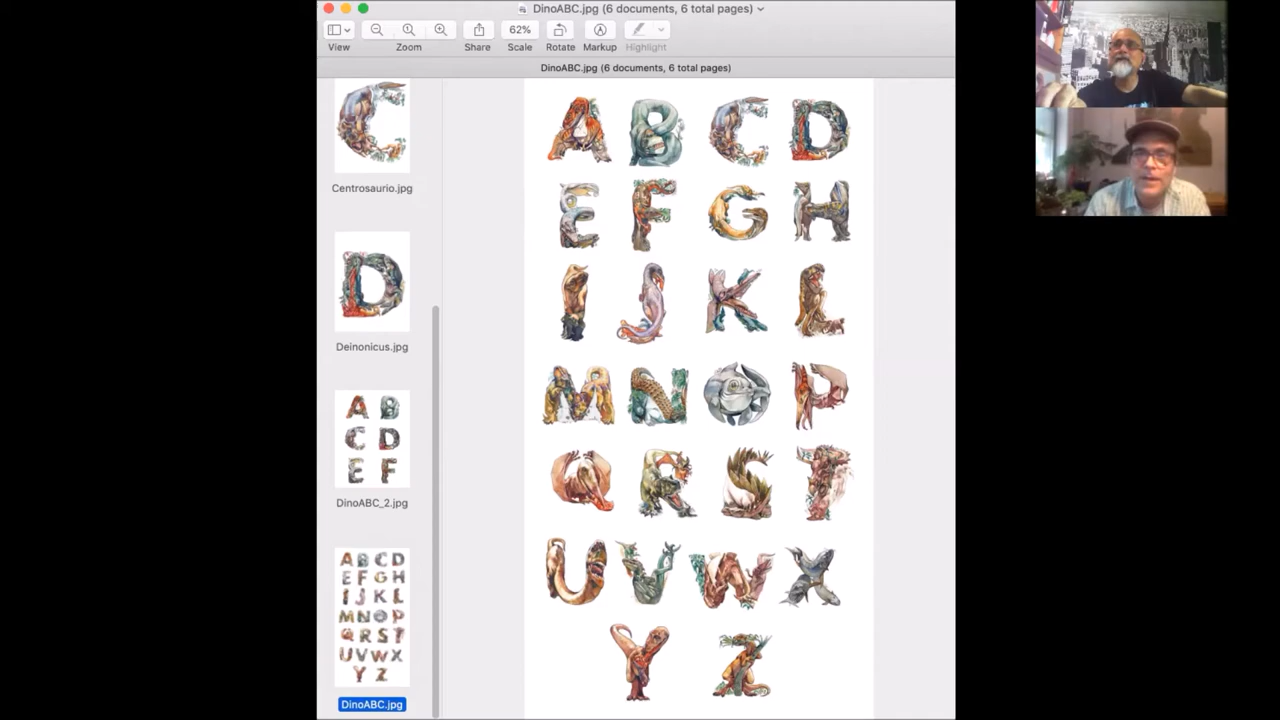 DinoABC.jpg (6 documents, 6 total pages)
62%
View
Zoom
Share
Scale
Rotate
Markup
Highlight
DinoABC.jpg (6 documents, 6 total pages)
C
Centrosaurio.jpg
D
Deinonicus.jpg
A B
C D
E F
DinoABC_2.jpg
A B C D
E F G H
I J K L
M N O P
Q R S T
U V W X
Y Z
DinoABC.jpg
A B C D
E F G H
I J K L
M N O P
Q R S T
U V W X
Y Z